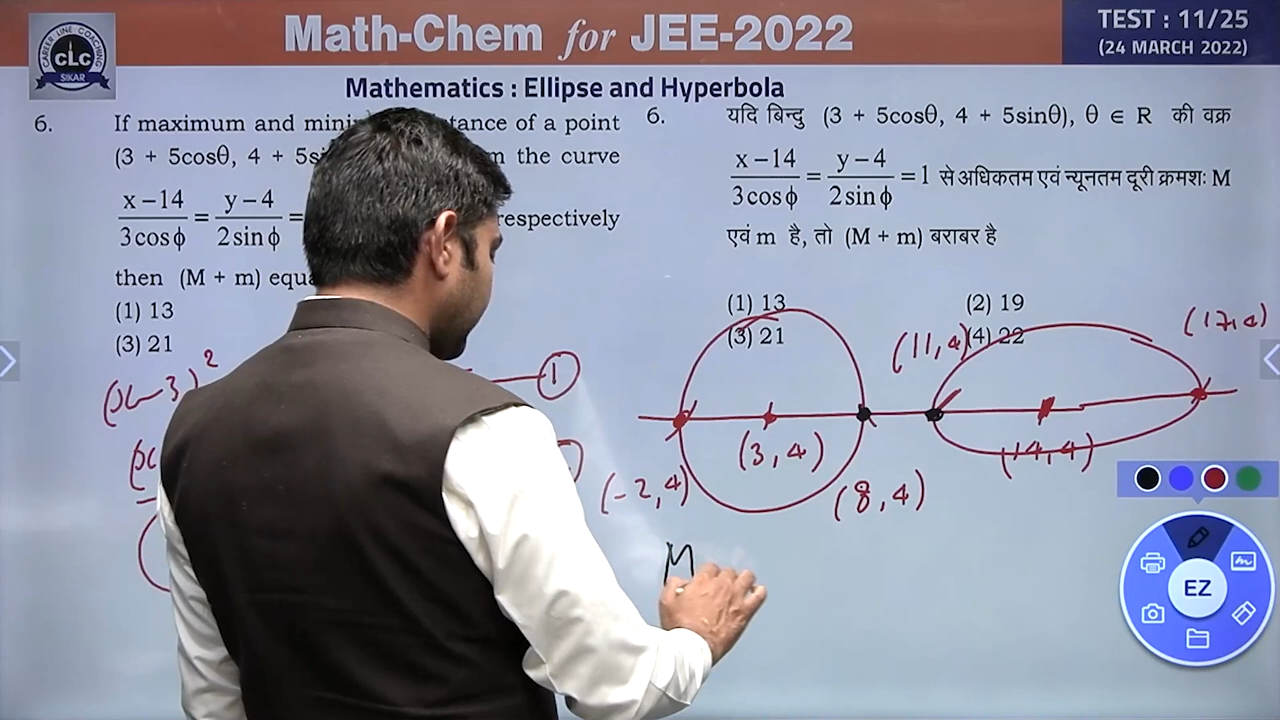 Math-Chem for JEE-2022
TEST : 11/25
(24 MARCH 2022)
CAREER LINE COACHING
CLC
SIKAR
Mathematics : Ellipse and Hyperbola
6. If maximum and of a point
(3 + 5cosθ, 4 + the curve
x – 14 / 3cosϕ = y – 4 / 2sinϕ = respectively
then (M + m)
(1) 13
(3) 21
6. यदि बिन्दु (3 + 5cosθ, 4 + 5sinθ), θ ∈ R की वक्र
x – 14 / 3cosϕ = y – 4 / 2sinϕ = 1 से अधिकतम एवं न्यूनतम दूरी क्रमशः M
एवं m है, तो (M + m) बराबर है
(1) 13 (2) 19
(3) 21 (4) 22
(x – 3)²
1
(11, 4)
(17, 4)
(3, 4)
(14, 4)
(-2, 4)
(8, 4)
M
EZ